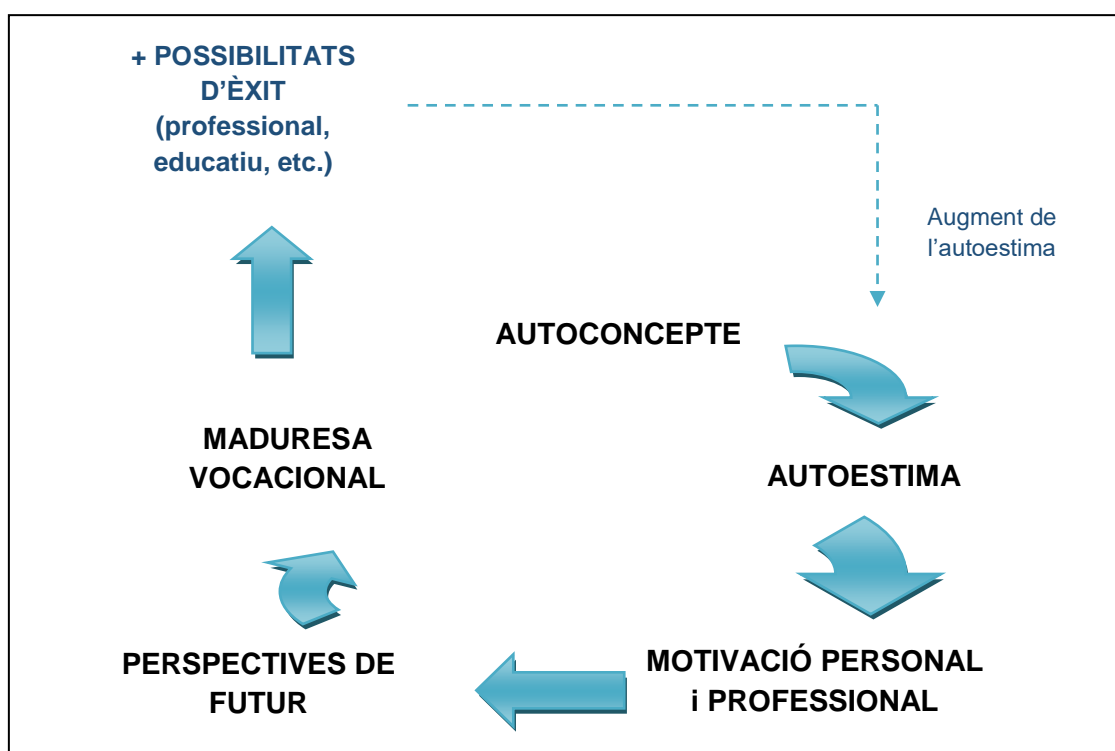 + POSSIBILITATS
D’ÈXIT
(professional,
educatiu, etc.)
Augment de
l’autoestima
AUTOCONCEPTE
MADURESA
VOCACIONAL
AUTOESTIMA
PERSPECTIVES DE
FUTUR
MOTIVACIÓ PERSONAL
i PROFESSIONAL